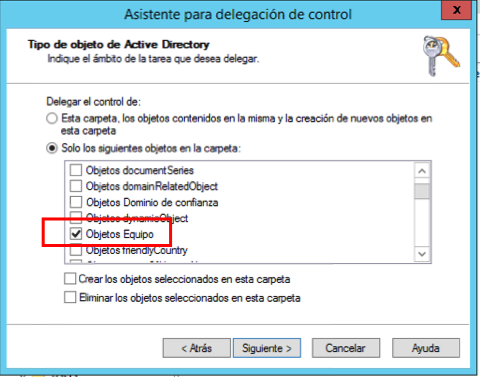 Asistente para delegación de control
x
Tipo de objeto de Active Directory
Indique el ámbito de la tarea que desea delegar.
Delegar el control de:
Esta carpeta, los objetos contenidos en la misma y la creación de nuevos objetos en
esta carpeta
Solo los siguientes objetos en la carpeta:
Objetos documentSeries
Objetos domainRelatedObject
Objetos Dominio de confianza
Objetos dynamicObject
Objetos Equipo
Objetos friendlyCountry
Crear los objetos seleccionados en esta carpeta
Eliminar los objetos seleccionados en esta carpeta
< Atrás
Siguiente >
Cancelar
Ayuda